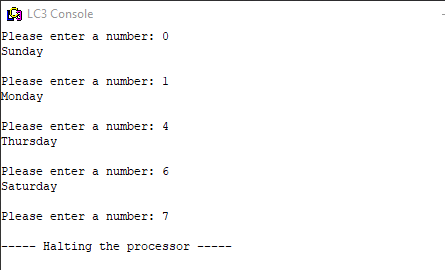 LC3 Console
Please enter a number: 0
Sunday
Please enter a number: 1
Monday
Please enter a number: 4
Thursday
Please enter a number: 6
Saturday
Please enter a number: 7
----- Halting the processor -----